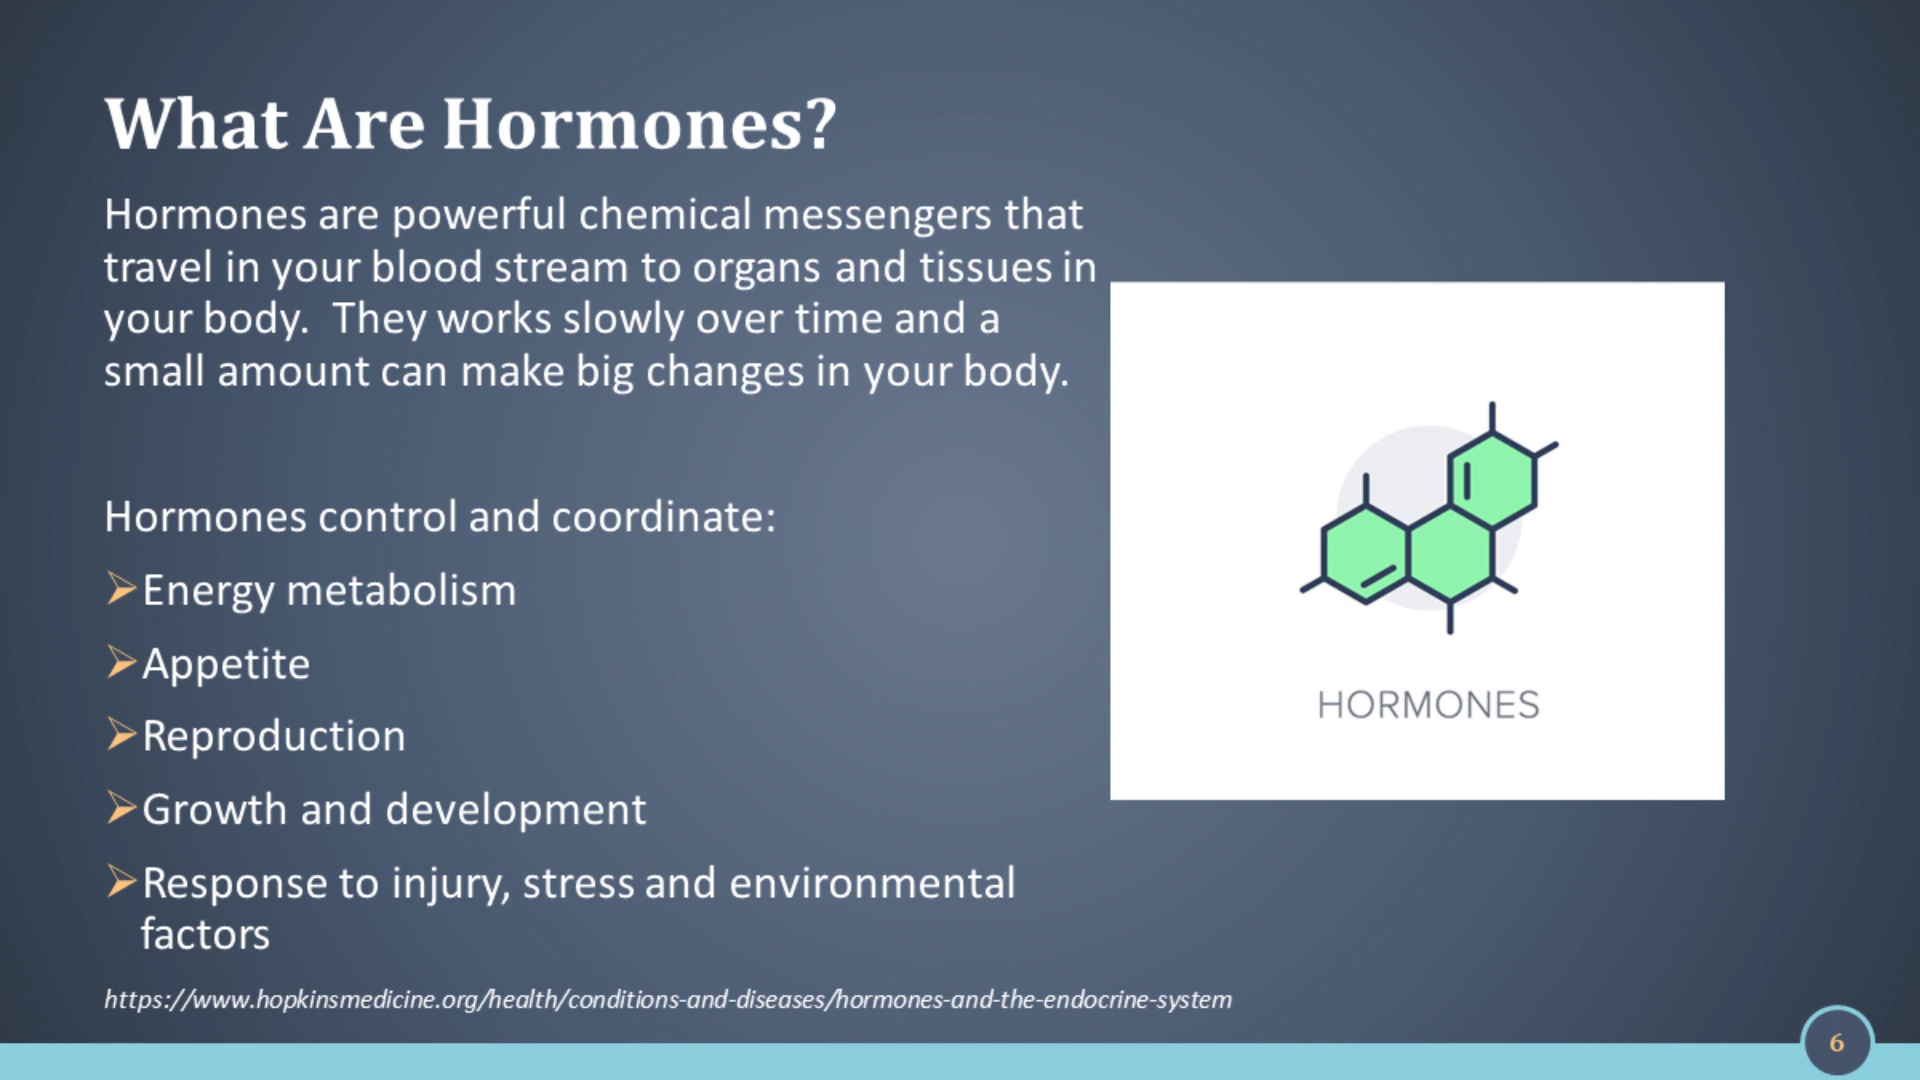 What Are Hormones?
Hormones are powerful chemical messengers that
travel in your blood stream to organs and tissues in
your body.  They works slowly over time and a
small amount can make big changes in your body.
Hormones control and coordinate:
Energy metabolism
Appetite
Reproduction
Growth and development
Response to injury, stress and environmental
factors
HORMONES
https://www.hopkinsmedicine.org/health/conditions-and-diseases/hormones-and-the-endocrine-system
6